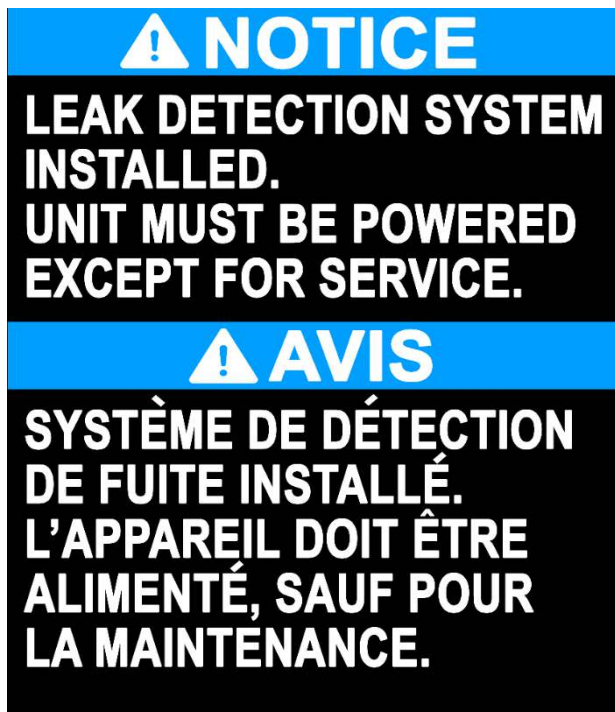 NOTICE
LEAK DETECTION SYSTEM
INSTALLED.
UNIT MUST BE POWERED
EXCEPT FOR SERVICE.
AVIS
SYSTÈME DE DÉTECTION
DE FUITE INSTALLÉ.
L’APPAREIL DOIT ÊTRE
ALIMENTÉ, SAUF POUR
LA MAINTENANCE.